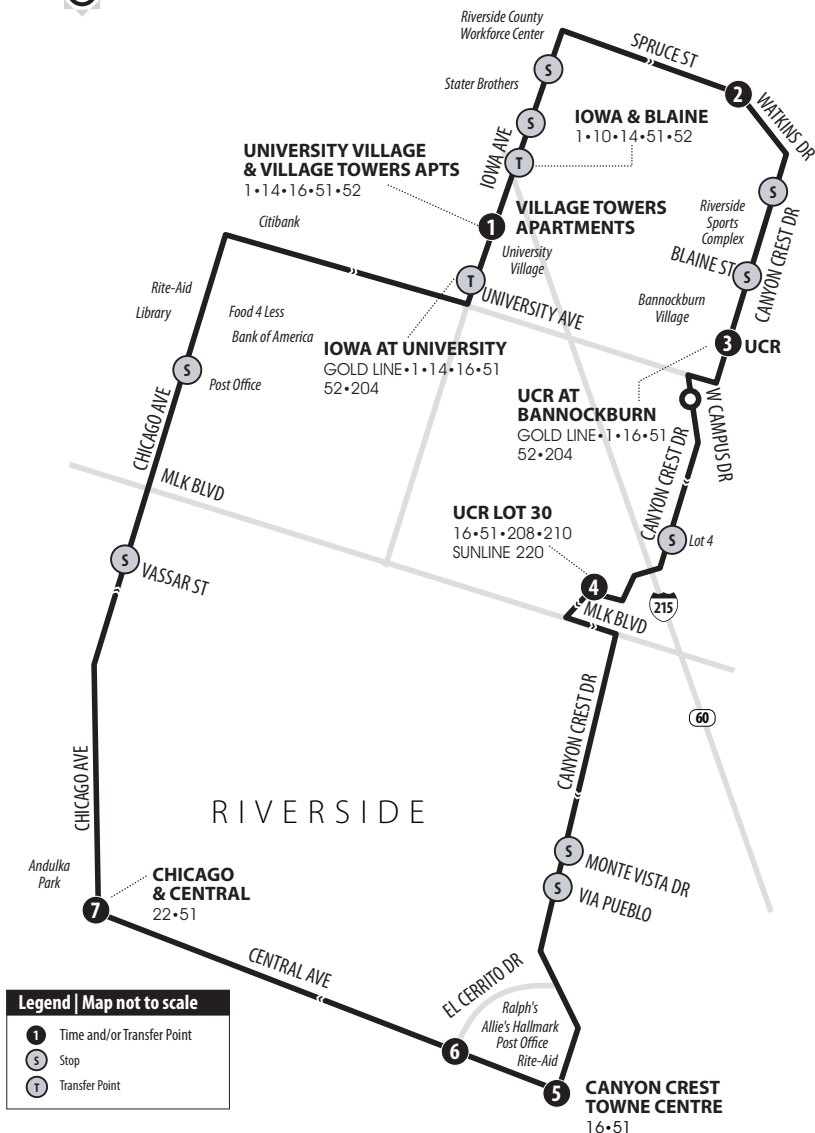 Riverside County
Workforce Center
SPRUCE ST
S
Stater Brothers
2
WATKINS DR
IOWA & BLAINE
1•10•14•51•52
S
IOWA AVE
T
UNIVERSITY VILLAGE
& VILLAGE TOWERS APTS
1•14•16•51•52
S
Riverside
Sports
Complex
CANYON CREST DR
VILLAGE TOWERS
APARTMENTS
1
Citibank
University
Village
BLAINE ST
S
T
UNIVERSITY AVE
Rite-Aid
Library
Food 4 Less
Bank of America
Bannockburn
Village
3
UCR
IOWA AT UNIVERSITY
GOLD LINE•1•14•16•51
52•204
S
Post Office
CHICAGO AVE
UCR AT
BANNOCKBURN
GOLD LINE•1•16•51
52•204
W CAMPUS DR
CANYON CREST DR
MLK BLVD
UCR LOT 30
16•51•208•210
SUNLINE 220
S
Lot 4
S
VASSAR ST
4
MLK BLVD
215
60
CANYON CREST DR
CHICAGO AVE
RIVERSIDE
S
MONTE VISTA DR
S
VIA PUEBLO
Andulka
Park
CHICAGO
& CENTRAL
22•51
7
CENTRAL AVE
EL CERRITO DR
Ralph's
Allie's Hallmark
Post Office
Rite-Aid
6
5
CANYON CREST
TOWNE CENTRE
16•51
Legend | Map not to scale
1 Time and/or Transfer Point
S Stop
T Transfer Point